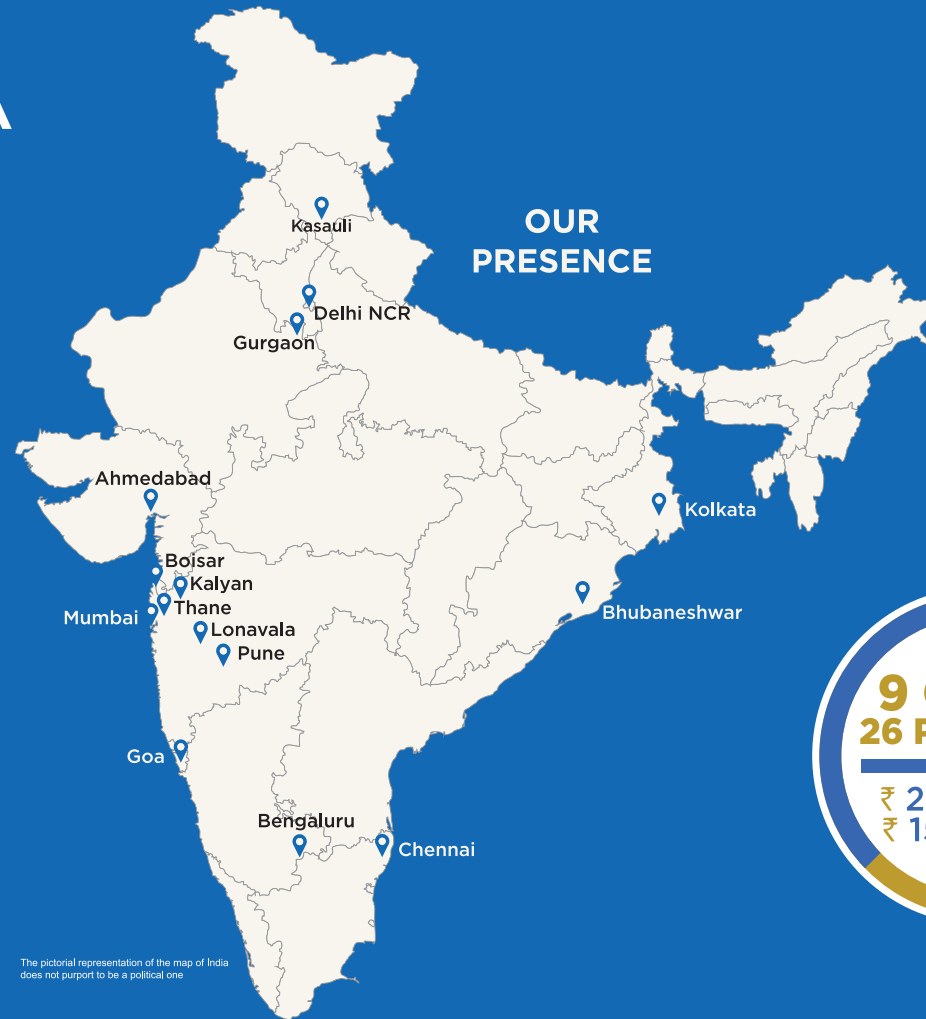 A
OUR
PRESENCE
Kasauli
Delhi NCR
Gurgaon
Ahmedabad
Kolkata
Boisar
Kalyan
Thane
Mumbai
Bhubaneshwar
Lonavala
Pune
Goa
Bengaluru
Chennai
9
26
₹ 2
₹ 1
The pictorial representation of the map of India
does not purport to be a political one